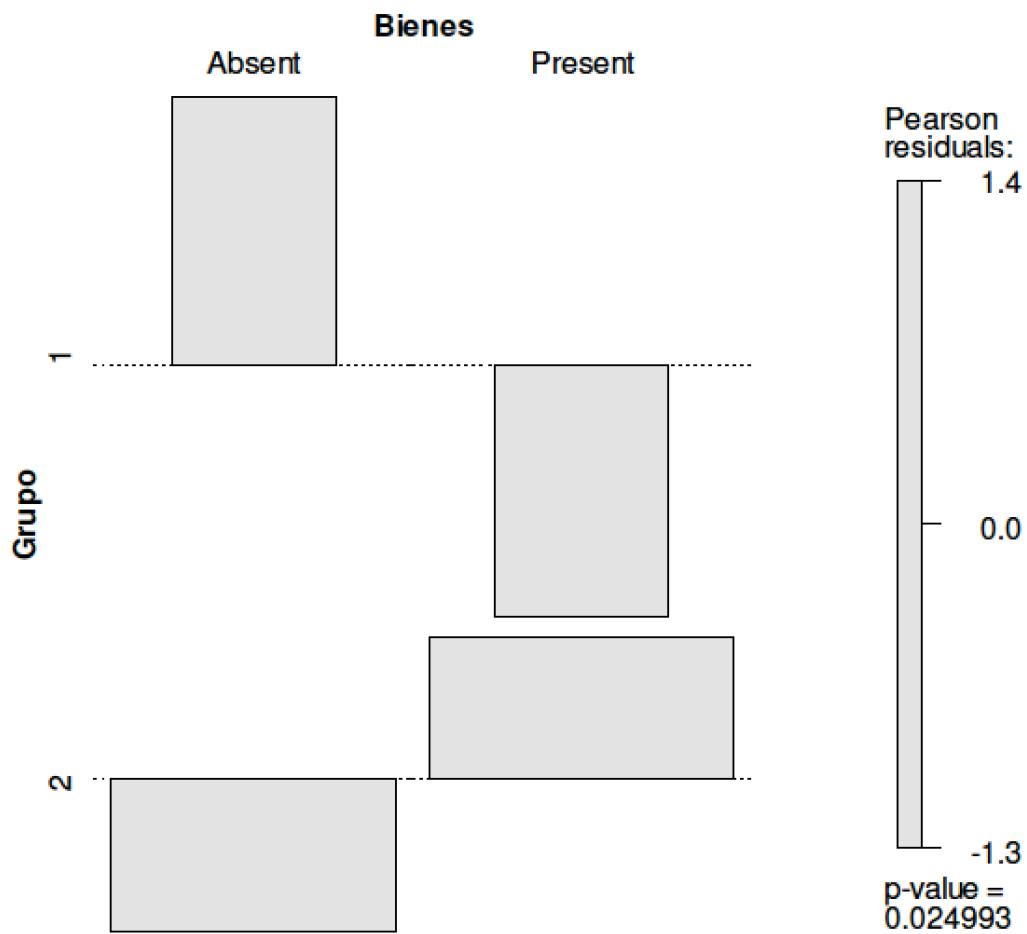 Bienes
Absent Present
Grupo
1
2
Pearson
residuals:
1.4
0.0
-1.3
p-value =
0.024993